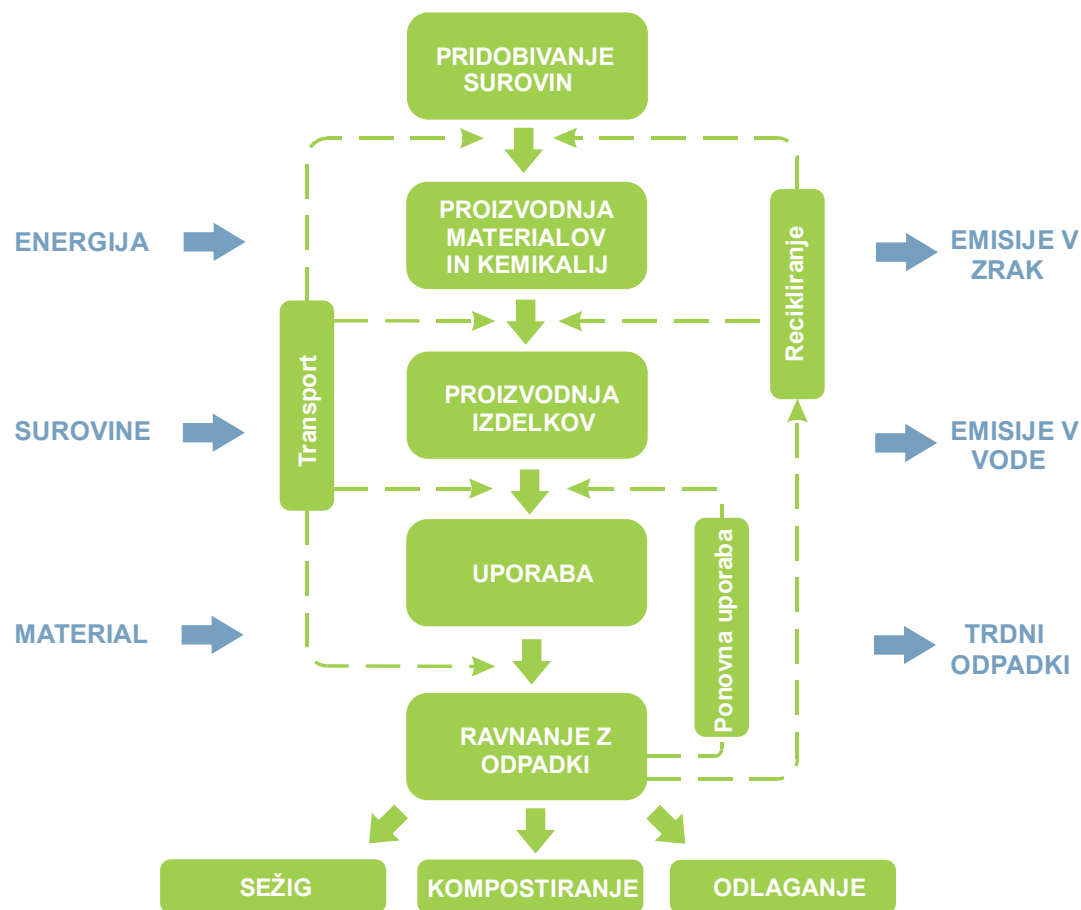 PRIDOBIVANJE
SUROVIN
PROIZVODNJA
MATERIALOV
IN KEMIKALIJ
ENERGIJA
EMISIJE V
ZRAK
Recikliranje
Transport
PROIZVODNJA
IZDELKOV
SUROVINE
EMISIJE V
VODE
UPORABA
Ponovna uporaba
MATERIAL
TRDNI
ODPADKI
RAVNANJE Z
ODPADKI
SEŽIG
KOMPOSTIRANJE
ODLAGANJE